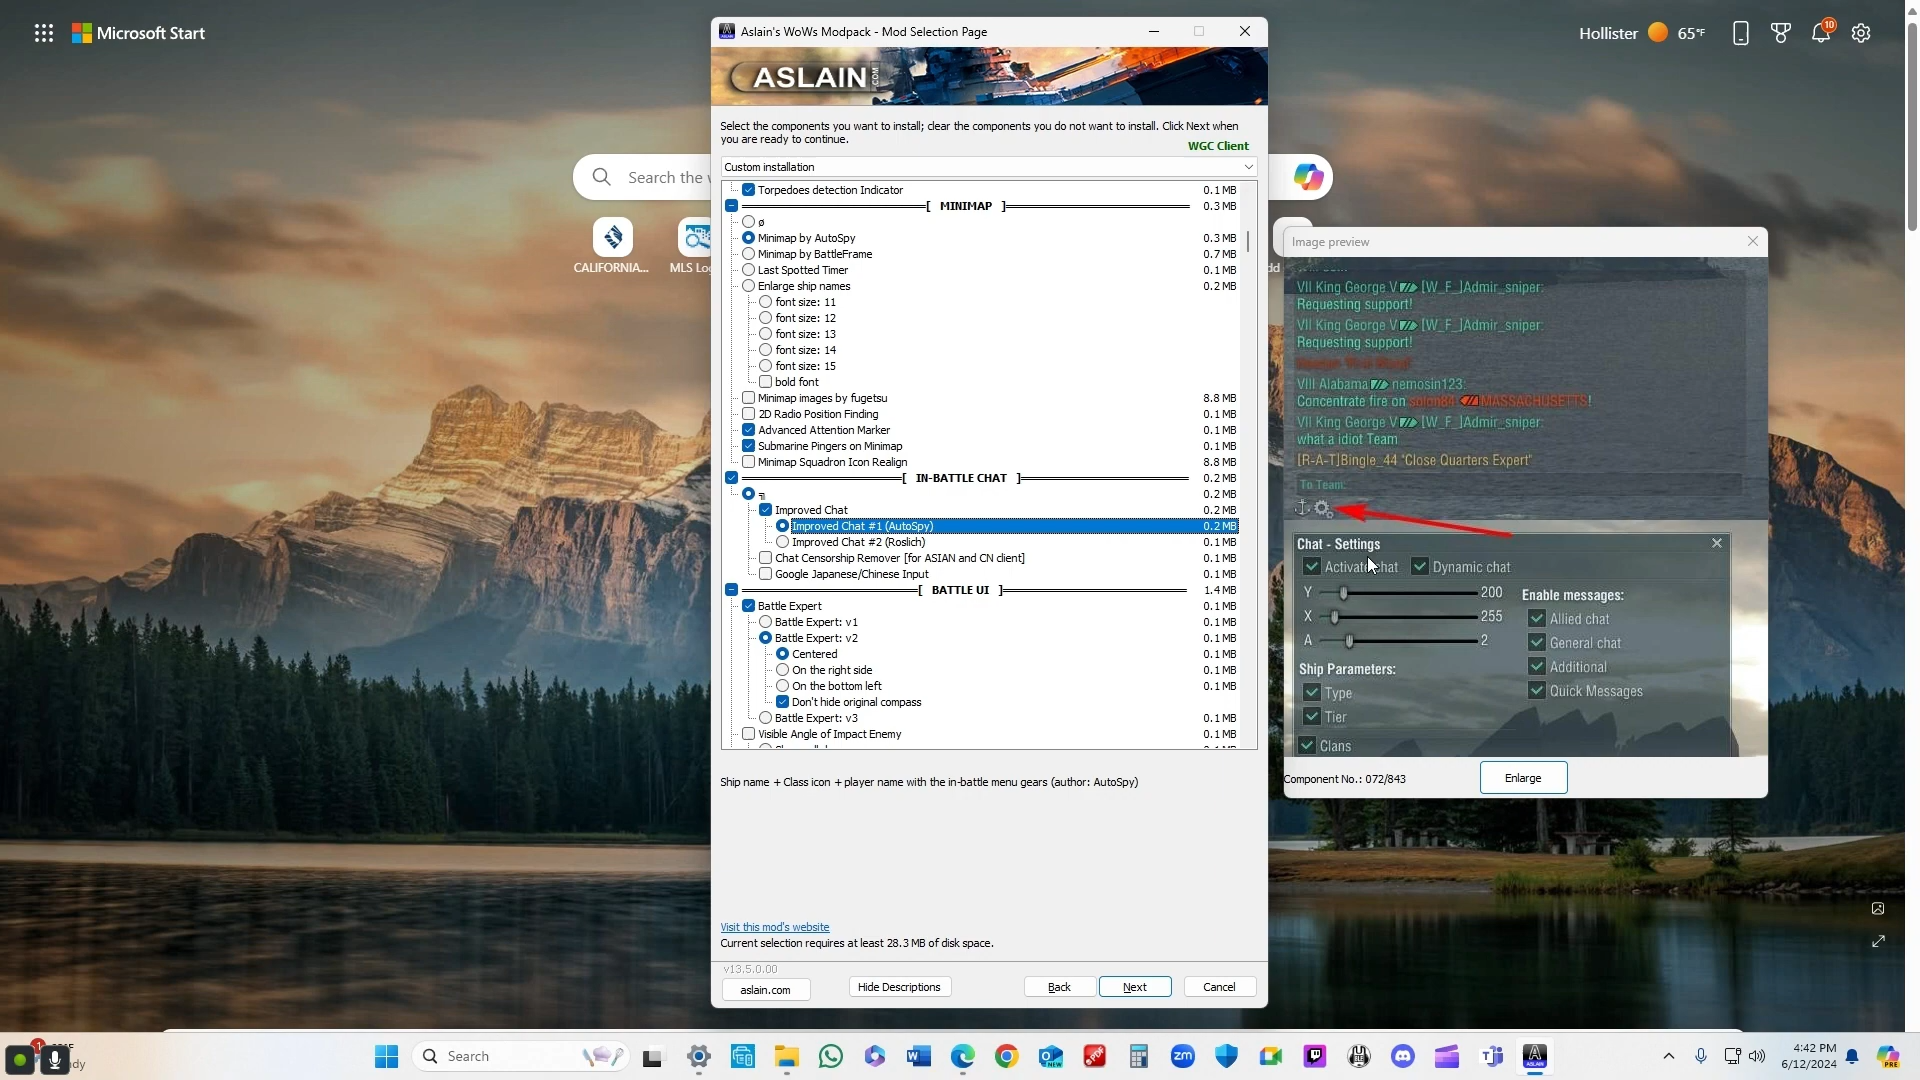 Microsoft Start
Hollister
65°F
10
Search the w
CALIFORNIA...
MLS Log
dd
Aslain's WoWs Modpack - Mod Selection Page
ASLAIN.COM
Select the components you want to install; clear the components you do not want to install. Click Next when
you are ready to continue.
WGC Client
Custom installation
Torpedoes detection Indicator 0.1 MB
[ MINIMAP ] 0.3 MB
ø
Minimap by AutoSpy 0.3 MB
Minimap by BattleFrame 0.7 MB
Last Spotted Timer 0.1 MB
Enlarge ship names 0.2 MB
font size: 11
font size: 12
font size: 13
font size: 14
font size: 15
bold font
Minimap images by fugetsu 8.8 MB
2D Radio Position Finding 0.1 MB
Advanced Attention Marker 0.1 MB
Submarine Pingers on Minimap 0.1 MB
Minimap Squadron Icon Realign 8.8 MB
[ IN-BATTLE CHAT ] 0.2 MB
╗ 0.2 MB
Improved Chat 0.2 MB
Improved Chat #1 (AutoSpy) 0.2 MB
Improved Chat #2 (Roslich) 0.1 MB
Chat Censorship Remover [for ASIAN and CN client] 0.1 MB
Google Japanese/Chinese Input 0.1 MB
[ BATTLE UI ] 1.4 MB
Battle Expert 0.1 MB
Battle Expert: v1 0.1 MB
Battle Expert: v2 0.1 MB
Centered 0.1 MB
On the right side 0.1 MB
On the bottom left 0.1 MB
Don't hide original compass
Battle Expert: v3 0.1 MB
Visible Angle of Impact Enemy 0.1 MB
Ship name + Class icon + player name with the in-battle menu gears (author: AutoSpy)
Visit this mod's website
Current selection requires at least 28.3 MB of disk space.
v13.5.0.00
aslain.com
Hide Descriptions
Back
Next
Cancel
Image preview
VII King George V [W_F_]Admir_sniper:
Requesting support!
VII King George V [W_F_]Admir_sniper:
Requesting support!
VIII Alabama nemosin123:
Concentrate fire on solon84 MASSACHUSETTS!
VII King George V [W_F_]Admir_sniper:
what a idiot Team
[R-A-T]Bingle_44 "Close Quarters Expert"
To Team:
Chat - Settings
Activate chat
Dynamic chat
Y 200
X 255
A 2
Enable messages:
Allied chat
General chat
Additional
Quick Messages
Ship Parameters:
Type
Tier
Clans
Component No.: 072/843
Enlarge
1
Search
NEW
PDF
zm
ASLAIN
4:42 PM
6/12/2024
PRE